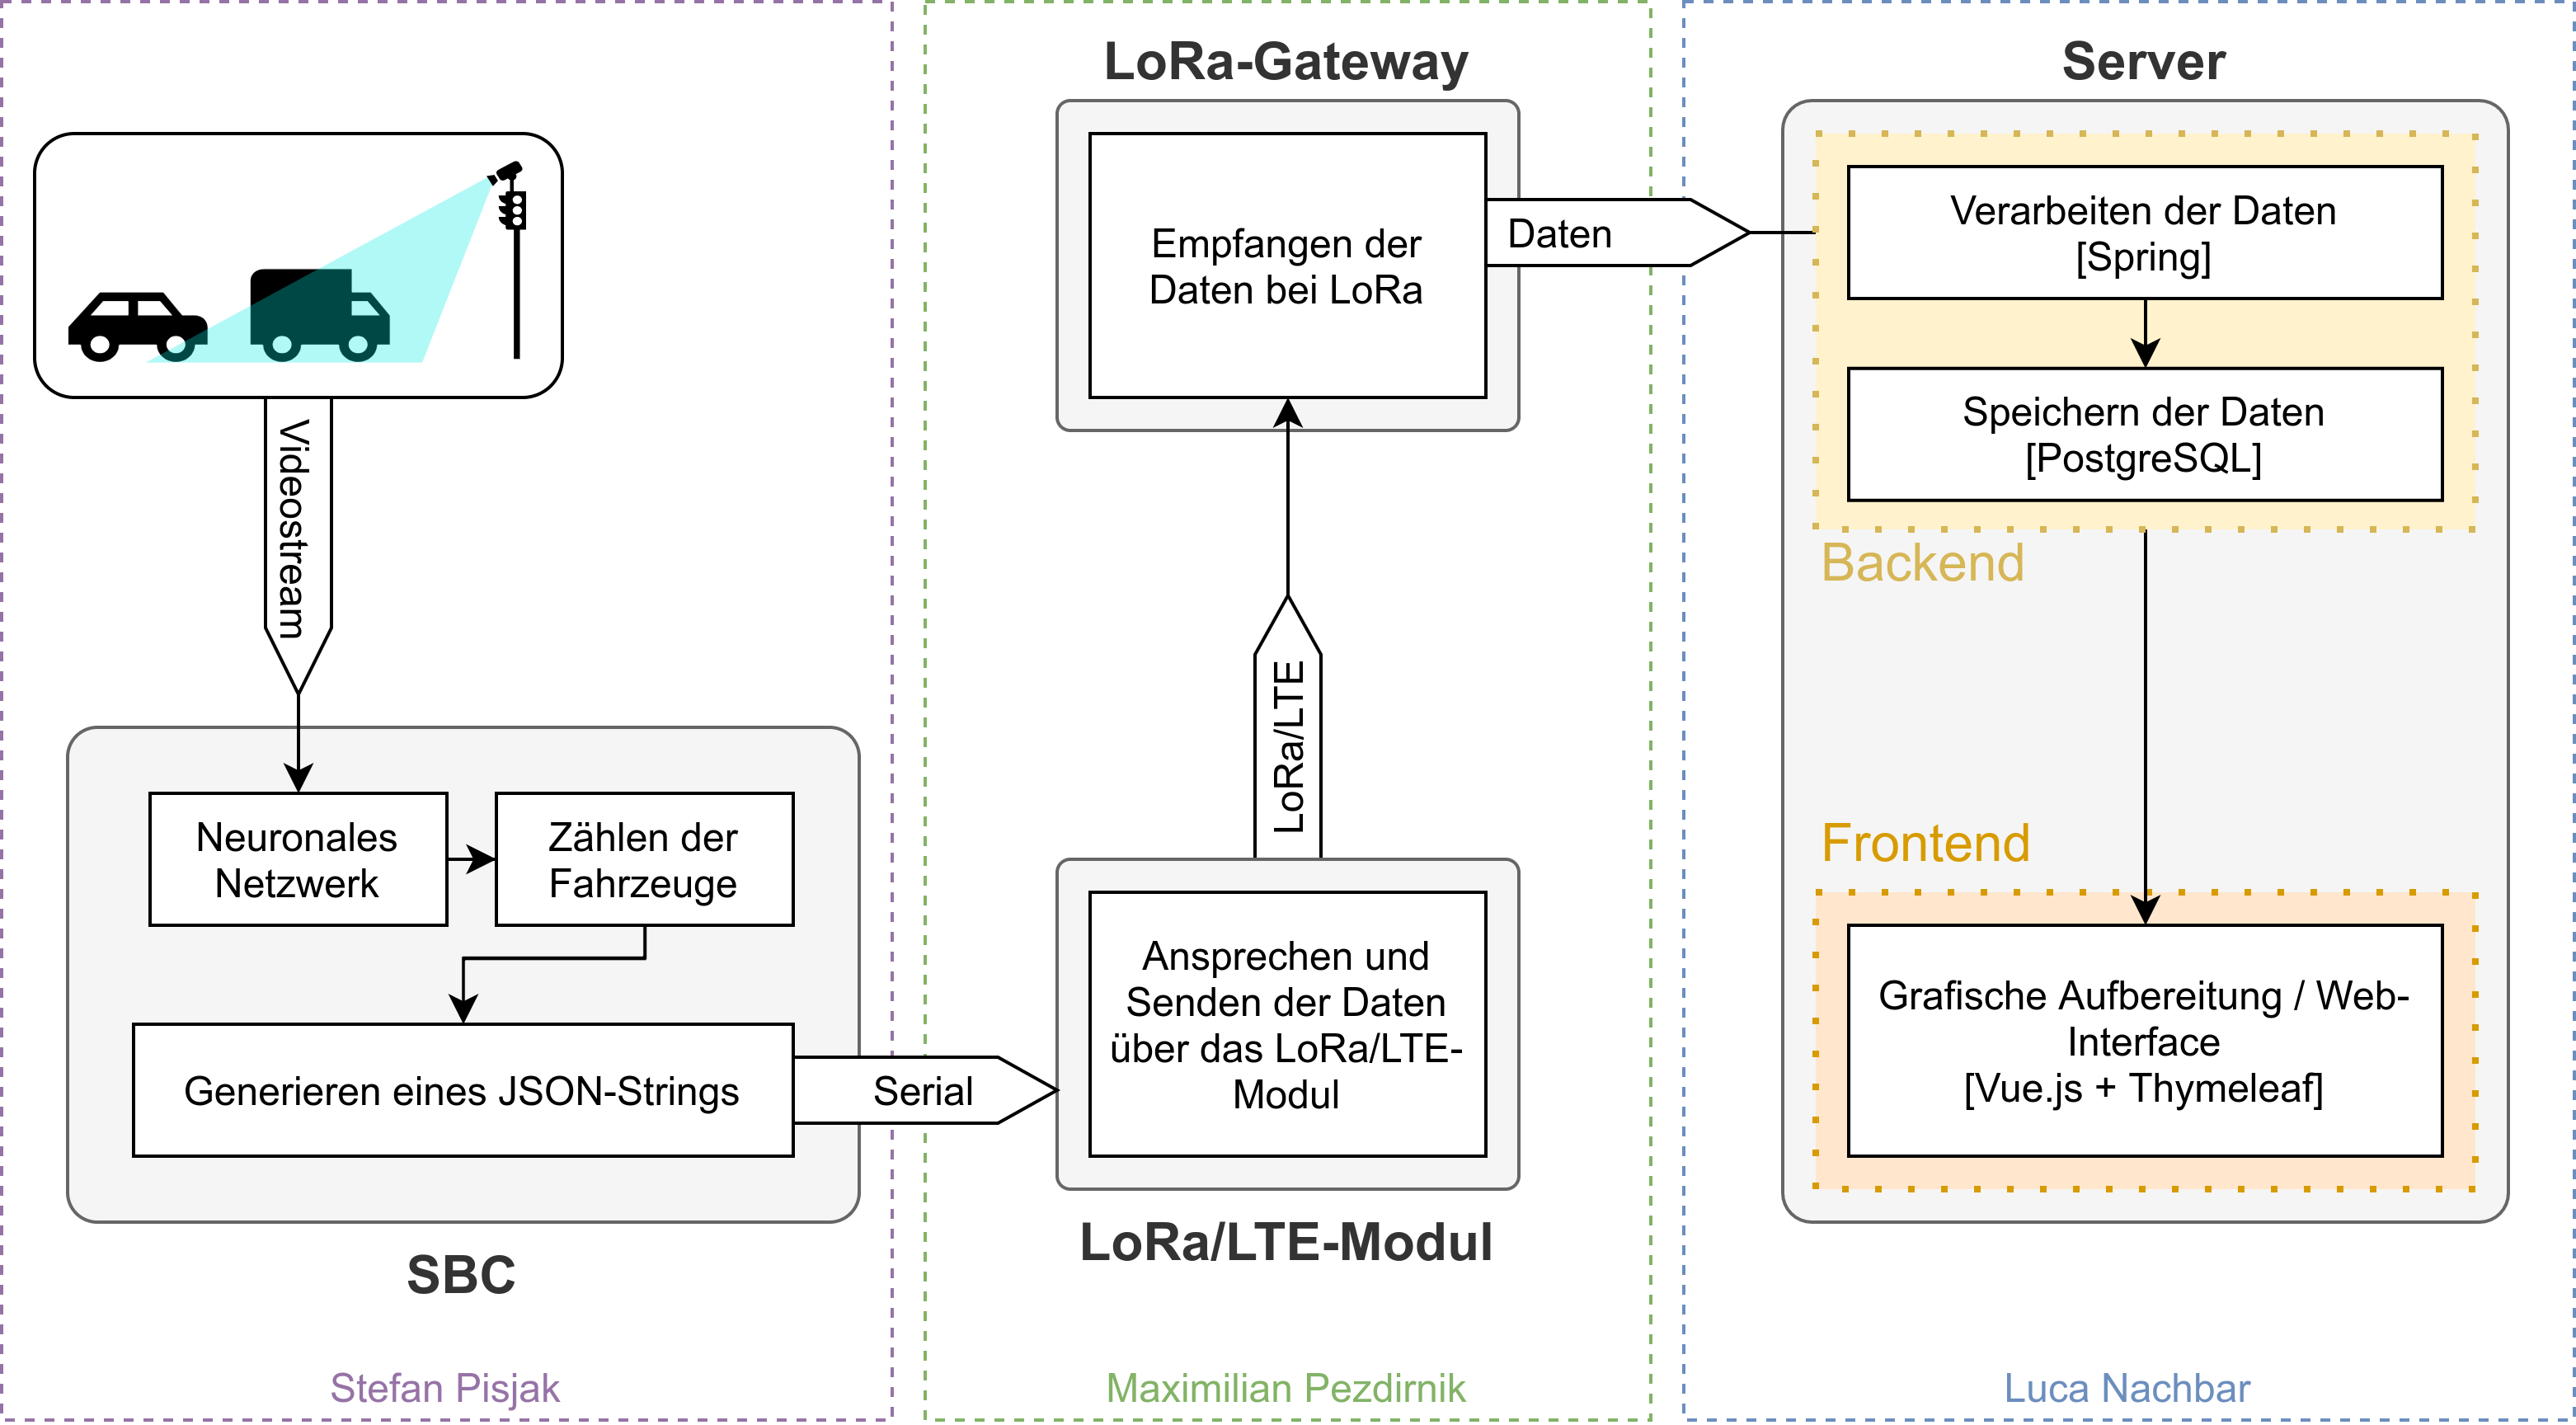 Videostream
Neuronales
Netzwerk
Zählen der
Fahrzeuge
Generieren eines JSON-Strings
Serial
SBC
Stefan Pisjak
LoRa-Gateway
Empfangen der
Daten bei LoRa
Daten
LoRa/LTE
Ansprechen und
Senden der Daten
über das LoRa/LTE-
Modul
LoRa/LTE-Modul
Maximilian Pezdirnik
Server
Verarbeiten der Daten
[Spring]
Speichern der Daten
[PostgreSQL]
Backend
Frontend
Grafische Aufbereitung / Web-
Interface
[Vue.js + Thymeleaf]
Luca Nachbar